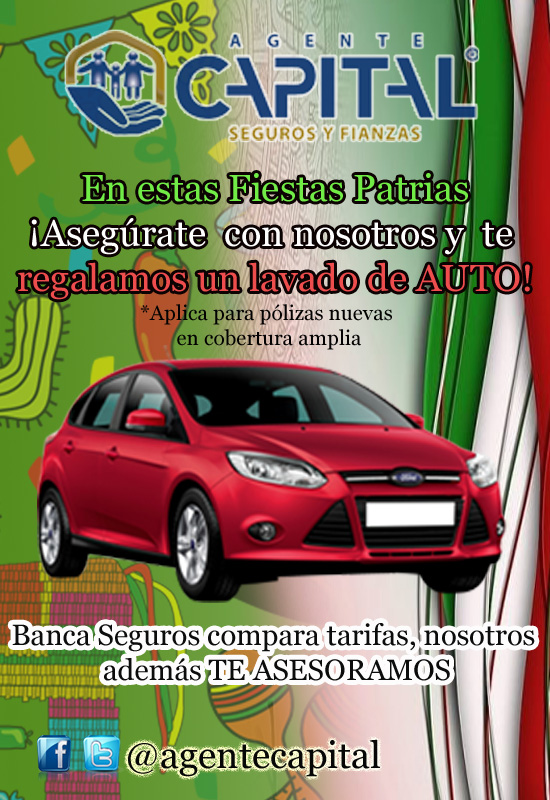 AGENTE
CAPITAL©
SEGUROS Y FIANZAS
En estas Fiestas Patrias
¡Asegúrate con nosotros y te
regalamos un lavado de AUTO!
*Aplica para pólizas nuevas
en cobertura amplia
Ford
Banca Seguros compara tarifas, nosotros
además TE ASESORAMOS
@agentecapital